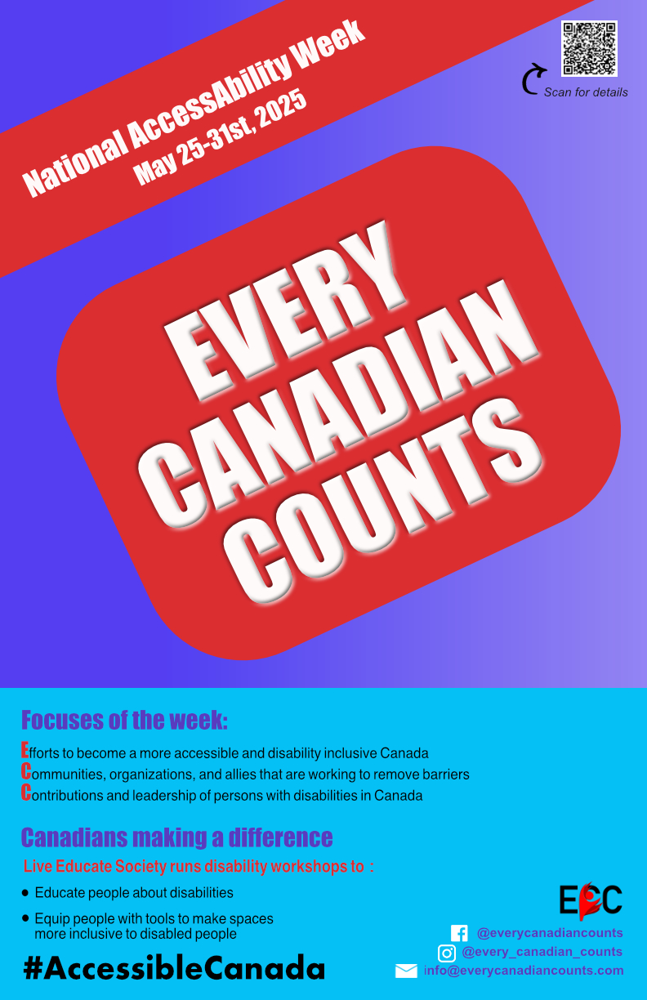 National AccessAbility Week
May 25-31st, 2025
Scan for details
EVERY
CANADIAN
COUNTS
Focuses of the week:
Efforts to become a more accessible and disability inclusive Canada
Communities, organizations, and allies that are working to remove barriers
Contributions and leadership of persons with disabilities in Canada
Canadians making a difference
Live Educate Society runs disability workshops to :
• Educate people about disabilities
• Equip people with tools to make spaces
more inclusive to disabled people
#AccessibleCanada
ECC
@everycanadiancounts
@every_canadian_counts
info@everycanadiancounts.com